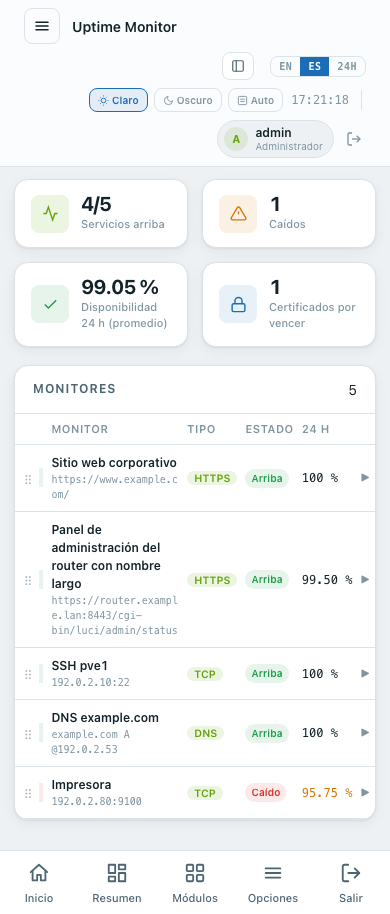 Uptime Monitor
EN ES 24H
Claro Oscuro Auto 17:21:18
A admin
Administrador
4/5
Servicios arriba
1
Caídos
99.05 %
Disponibilidad
24 h (promedio)
1
Certificados por
vencer
MONITORES 5
MONITOR TIPO ESTADO 24 H
Sitio web corporativo
https://www.example.c
om/
HTTPS Arriba 100 %
Panel de
administración del
router con nombre
largo
https://router.exampl
e.lan:8443/cgi-
bin/luci/admin/status
HTTPS Arriba 99.50 %
SSH pve1
192.0.2.10:22
TCP Arriba 100 %
DNS example.com
example.com A
@192.0.2.53
DNS Arriba 100 %
Impresora
192.0.2.80:9100
TCP Caído 95.75 %
Inicio Resumen Módulos Opciones Salir